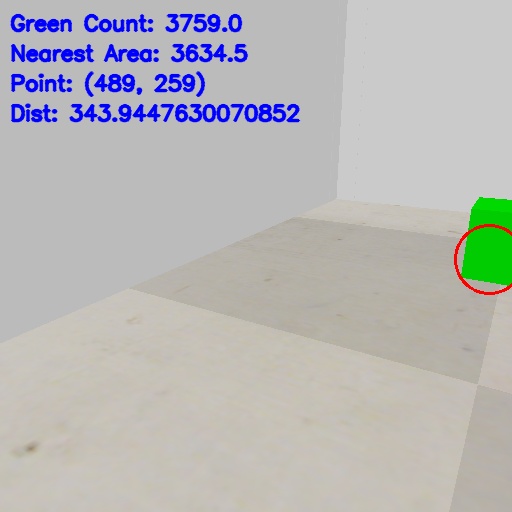 Green Count: 3759.0
Nearest Area: 3634.5
Point: (489, 259)
Dist: 343.9447630070852